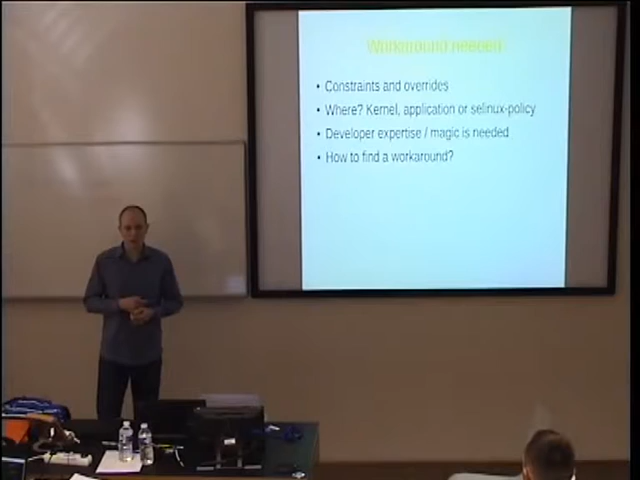 Workaround needed
• Constraints and overrides
• Where? Kernel, application or selinux-policy
• Developer expertise / magic is needed
• How to find a workaround?